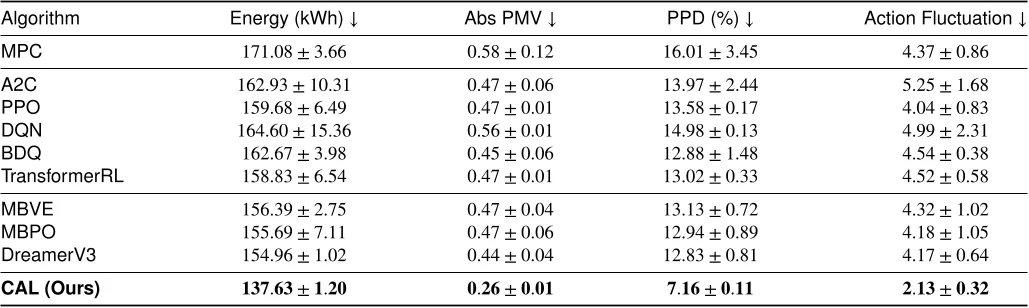 Algorithm Energy (kWh) ↓ Abs PMV ↓ PPD (%) ↓ Action Fluctuation ↓
MPC 171.08 ± 3.66 0.58 ± 0.12 16.01 ± 3.45 4.37 ± 0.86
A2C 162.93 ± 10.31 0.47 ± 0.06 13.97 ± 2.44 5.25 ± 1.68
PPO 159.68 ± 6.49 0.47 ± 0.01 13.58 ± 0.17 4.04 ± 0.83
DQN 164.60 ± 15.36 0.56 ± 0.01 14.98 ± 0.13 4.99 ± 2.31
BDQ 162.67 ± 3.98 0.45 ± 0.06 12.88 ± 1.48 4.54 ± 0.38
TransformerRL 158.83 ± 6.54 0.47 ± 0.01 13.02 ± 0.33 4.52 ± 0.58
MBVE 156.39 ± 2.75 0.47 ± 0.04 13.13 ± 0.72 4.32 ± 1.02
MBPO 155.69 ± 7.11 0.47 ± 0.06 12.94 ± 0.89 4.18 ± 1.05
DreamerV3 154.96 ± 1.02 0.44 ± 0.04 12.83 ± 0.81 4.17 ± 0.64
CAL (Ours) 137.63 ± 1.20 0.26 ± 0.01 7.16 ± 0.11 2.13 ± 0.32